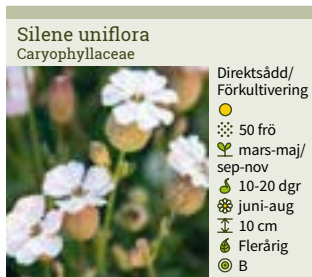 Silene uniflora
Caryophyllaceae
Direktsådd/
Förkultivering
50 frö
mars-maj/
sep-nov
10-20 dgr
juni-aug
10 cm
Flerårig
B